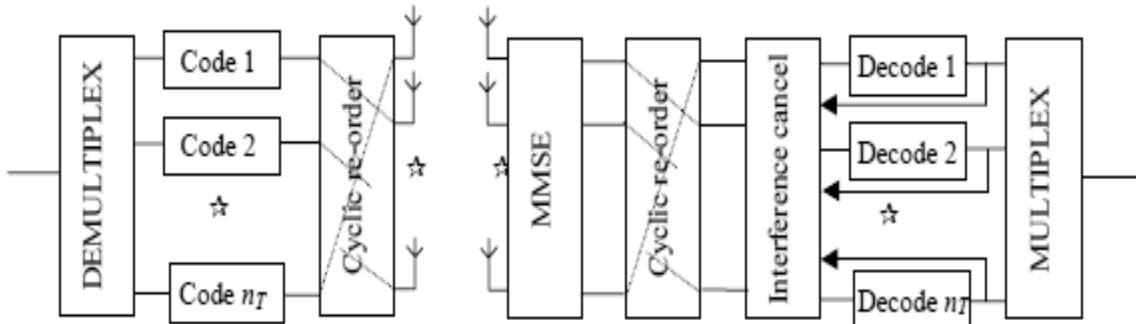 DEMULTIPLEX
Code 1
Code 2
Code nT
Cyclic re-order
MMSE
Cyclic re-order
Interference cancel
Decode 1
Decode 2
Decode nT
MULTIPLEX